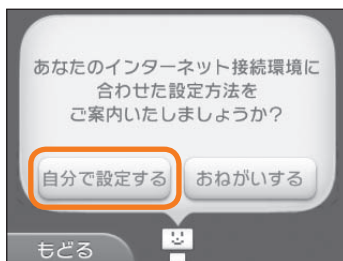 あなたのインターネット接続環境に
合わせた設定方法を
ご案内いたしましょうか？
自分で設定する おねがいする
もどる